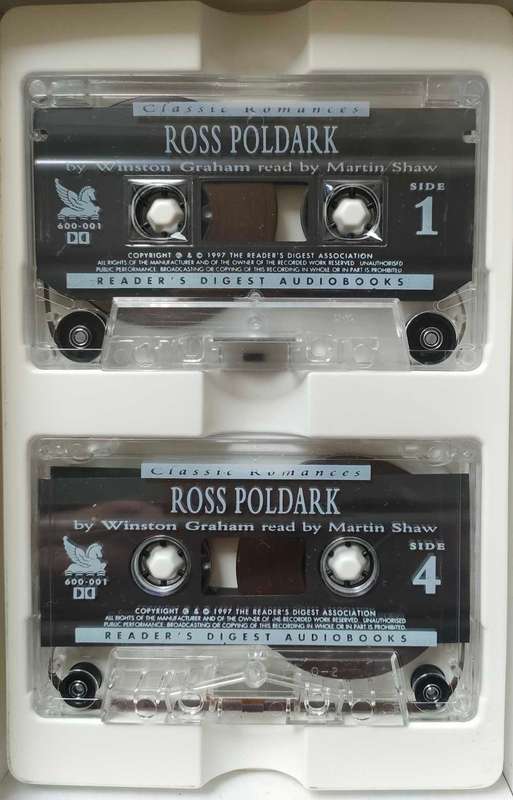 Classic Romances
ROSS POLDARK
by Winston Graham read by Martin Shaw
SIDE
1
600-001
COPYRIGHT ℗ & © 1997 THE READER'S DIGEST ASSOCIATION
ALL RIGHTS OF THE MANUFACTURER AND OF THE OWNER OF THE RECORDED WORK RESERVED. UNAUTHORISED
PUBLIC PERFORMANCE, BROADCASTING OR COPYING OF THIS RECORDING IN WHOLE OR IN PART IS PROHIBITED.
READER'S DIGEST AUDIOBOOKS
Classic Romances
ROSS POLDARK
by Winston Graham read by Martin Shaw
SIDE
4
600-001
COPYRIGHT ℗ & © 1997 THE READER'S DIGEST ASSOCIATION
ALL RIGHTS OF THE MANUFACTURER AND OF THE OWNER OF THE RECORDED WORK RESERVED. UNAUTHORISED
PUBLIC PERFORMANCE, BROADCASTING OR COPYING OF THIS RECORDING IN WHOLE OR IN PART IS PROHIBITED.
READER'S DIGEST AUDIOBOOKS
0-2